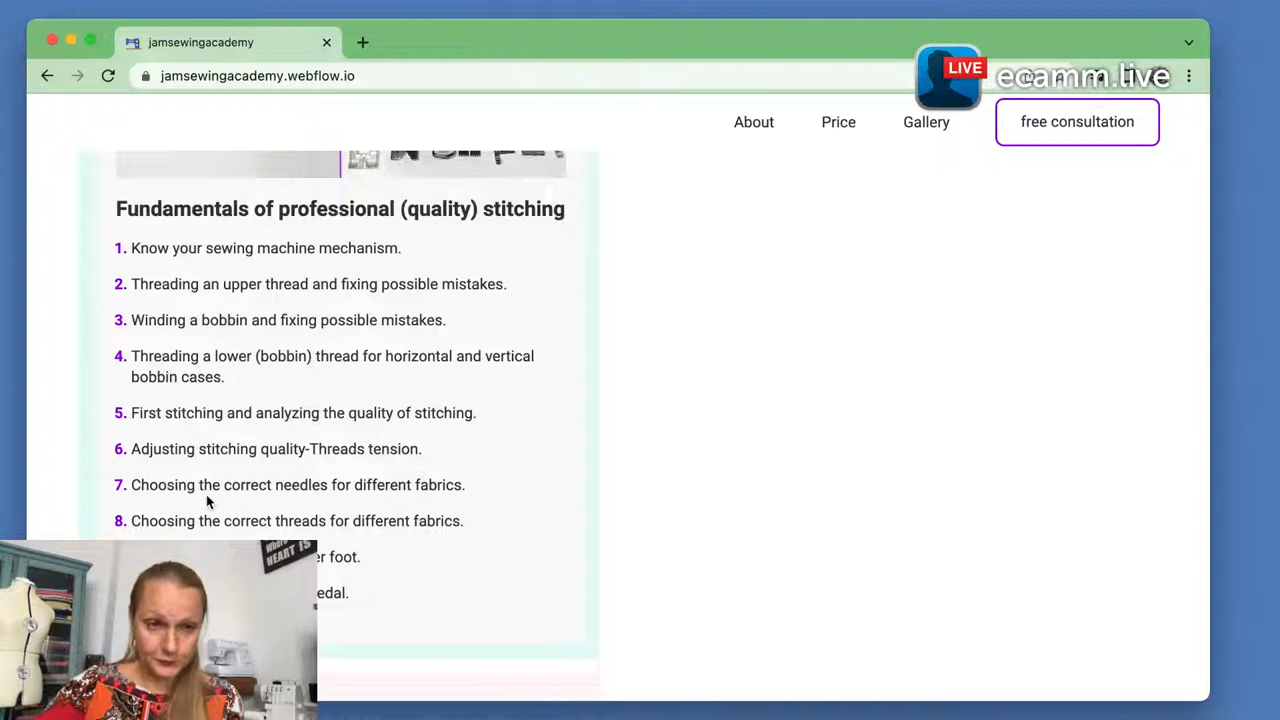 jamsewingacademy
jamsewingacademy.webflow.io
LIVE
ecamm.live
About Price Gallery free consultation
Fundamentals of professional (quality) stitching
1. Know your sewing machine mechanism.
2. Threading an upper thread and fixing possible mistakes.
3. Winding a bobbin and fixing possible mistakes.
4. Threading a lower (bobbin) thread for horizontal and vertical
bobbin cases.
5. First stitching and analyzing the quality of stitching.
6. Adjusting stitching quality-Threads tension.
7. Choosing the correct needles for different fabrics.
8. Choosing the correct threads for different fabrics.
foot.
HEART IS